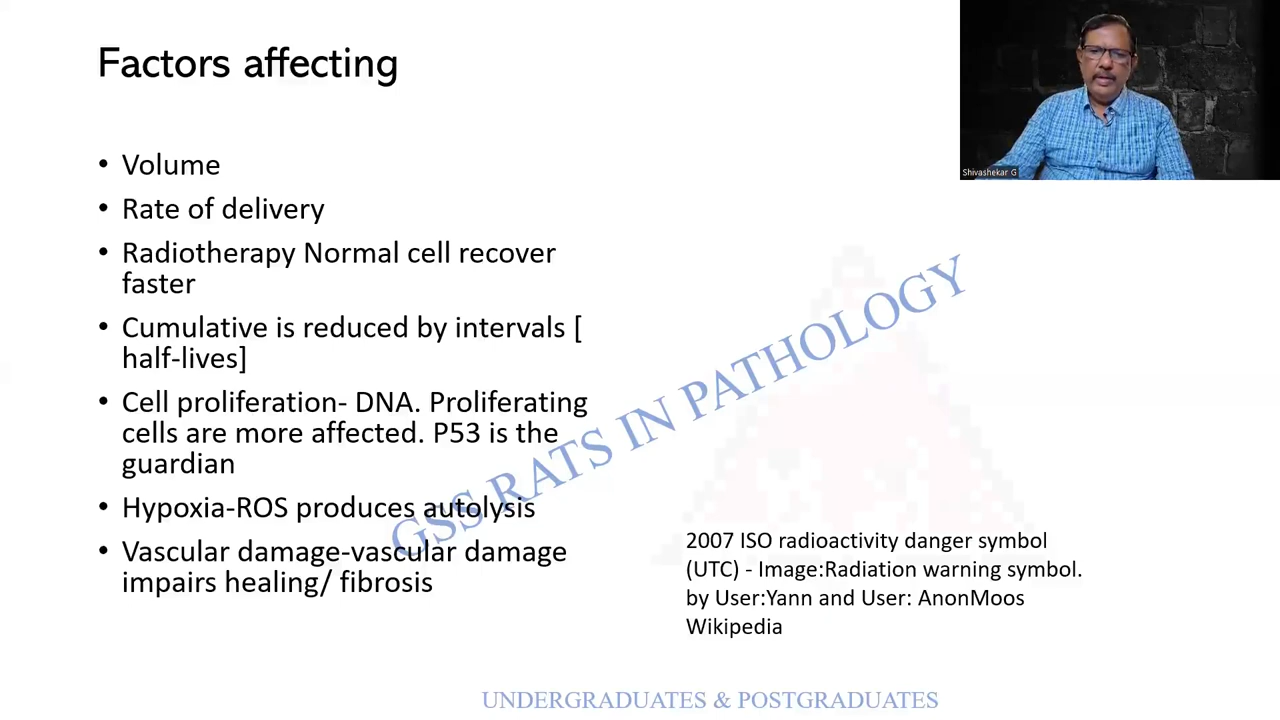 Factors affecting
Shivashekar G
• Volume
• Rate of delivery
• Radiotherapy Normal cell recover
faster
• Cumulative is reduced by intervals [
half-lives]
• Cell proliferation- DNA. Proliferating
cells are more affected. P53 is the
guardian
• Hypoxia-ROS produces autolysis
• Vascular damage-vascular damage
impairs healing/ fibrosis
GSS RATS IN PATHOLOGY
2007 ISO radioactivity danger symbol
(UTC) - Image:Radiation warning symbol.
by User:Yann and User: AnonMoos
Wikipedia
UNDERGRADUATES & POSTGRADUATES